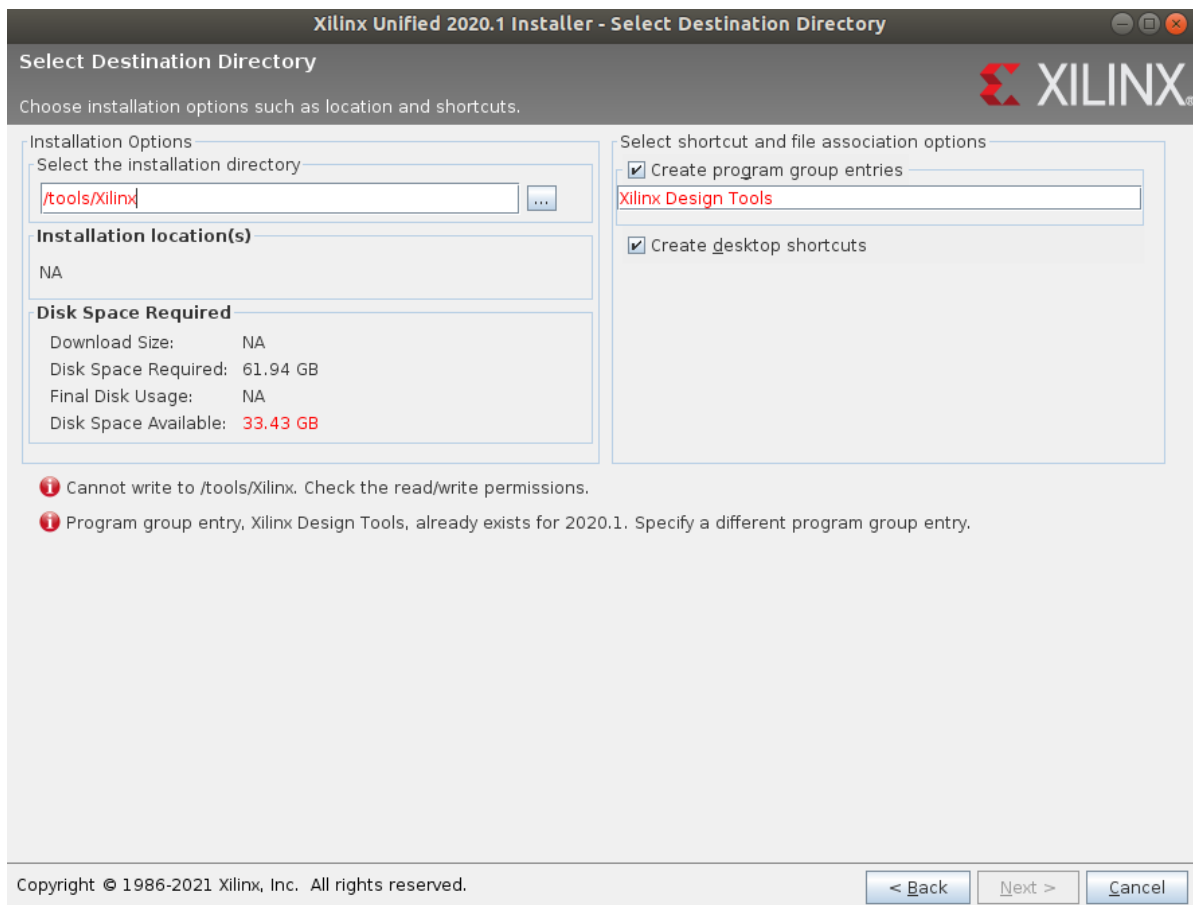 Xilinx Unified 2020.1 Installer - Select Destination Directory
Select Destination Directory
Choose installation options such as location and shortcuts.
XILINX®
Installation Options
Select the installation directory
/tools/Xilinx
...
Installation location(s)
NA
Disk Space Required
Download Size: NA
Disk Space Required: 61.94 GB
Final Disk Usage: NA
Disk Space Available: 33.43 GB
Select shortcut and file association options
Create program group entries
Xilinx Design Tools
Create desktop shortcuts
Cannot write to /tools/Xilinx. Check the read/write permissions.
Program group entry, Xilinx Design Tools, already exists for 2020.1. Specify a different program group entry.
Copyright © 1986-2021 Xilinx, Inc. All rights reserved.
< Back
Next >
Cancel